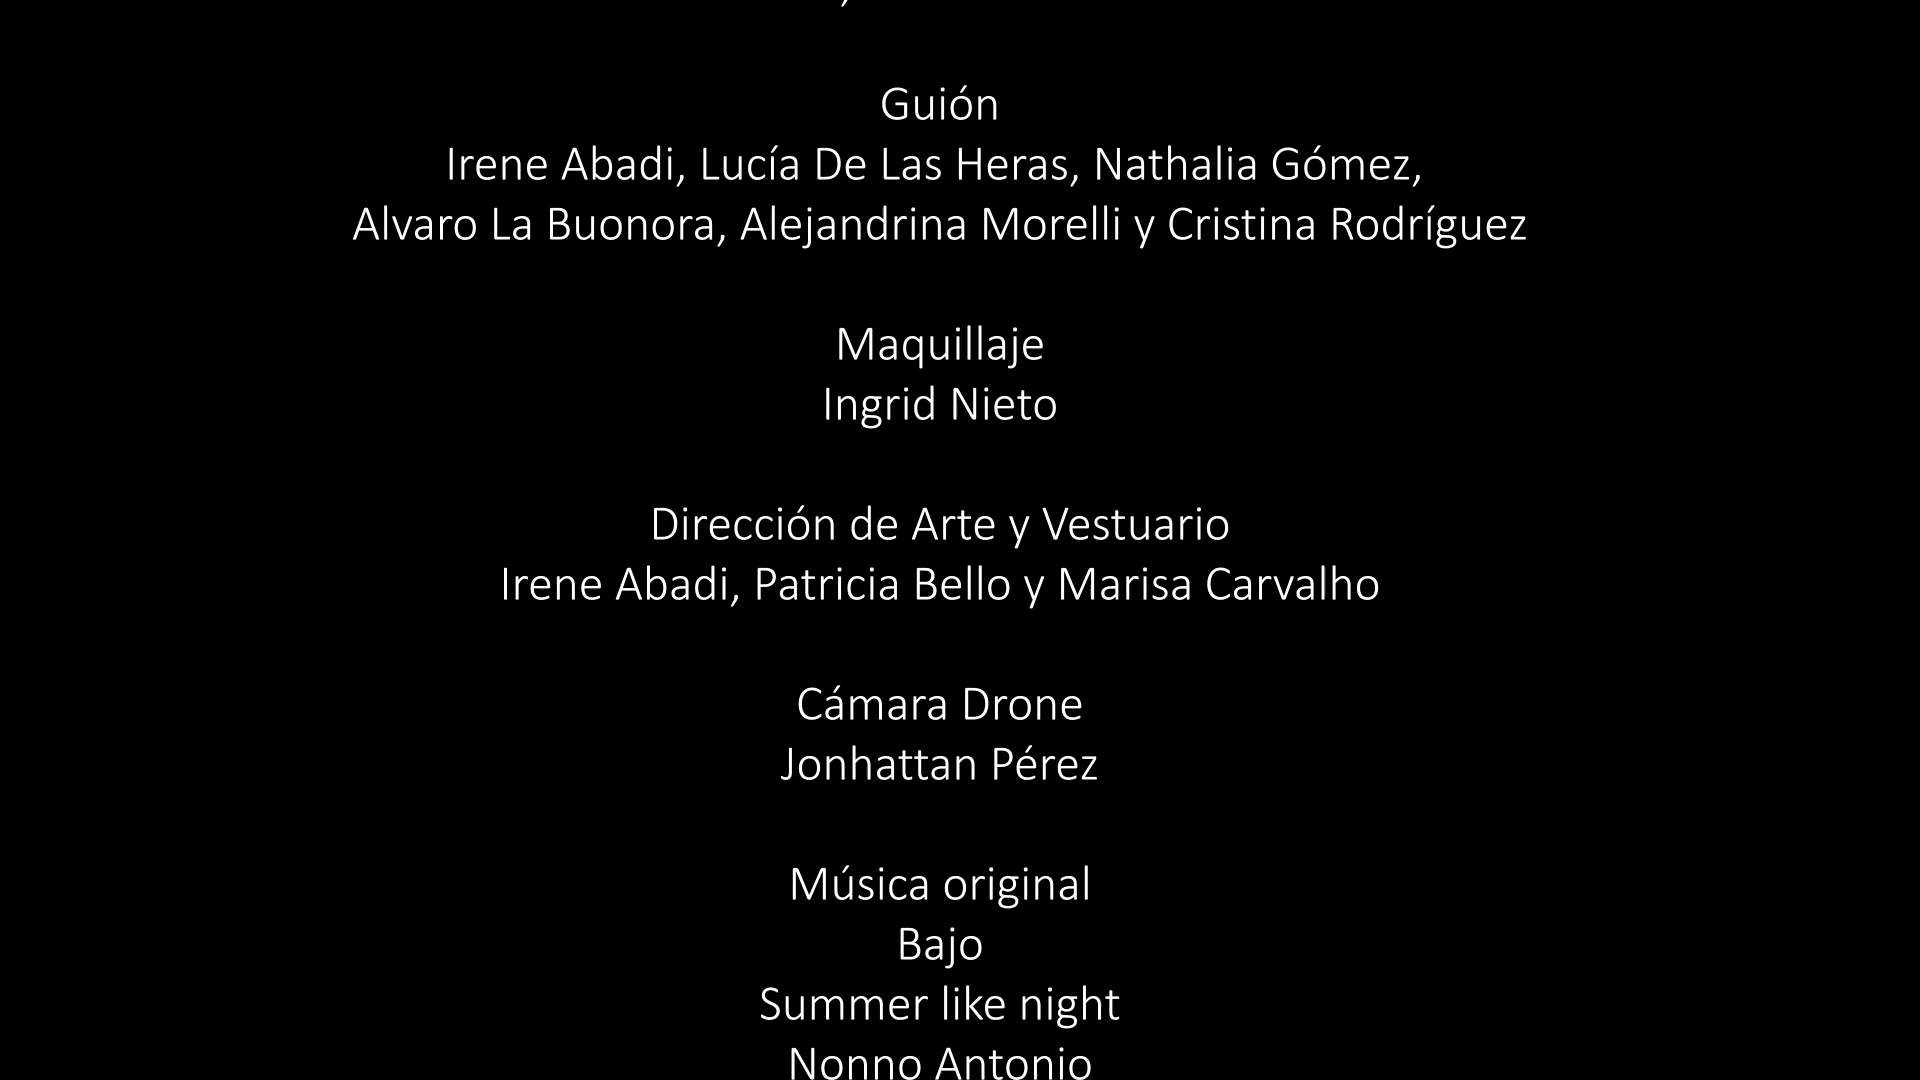 Guión
Irene Abadi, Lucía De Las Heras, Nathalia Gómez,
Alvaro La Buonora, Alejandrina Morelli y Cristina Rodríguez
Maquillaje
Ingrid Nieto
Dirección de Arte y Vestuario
Irene Abadi, Patricia Bello y Marisa Carvalho
Cámara Drone
Jonhattan Pérez
Música original
Bajo
Summer like night
Nonno Antonio